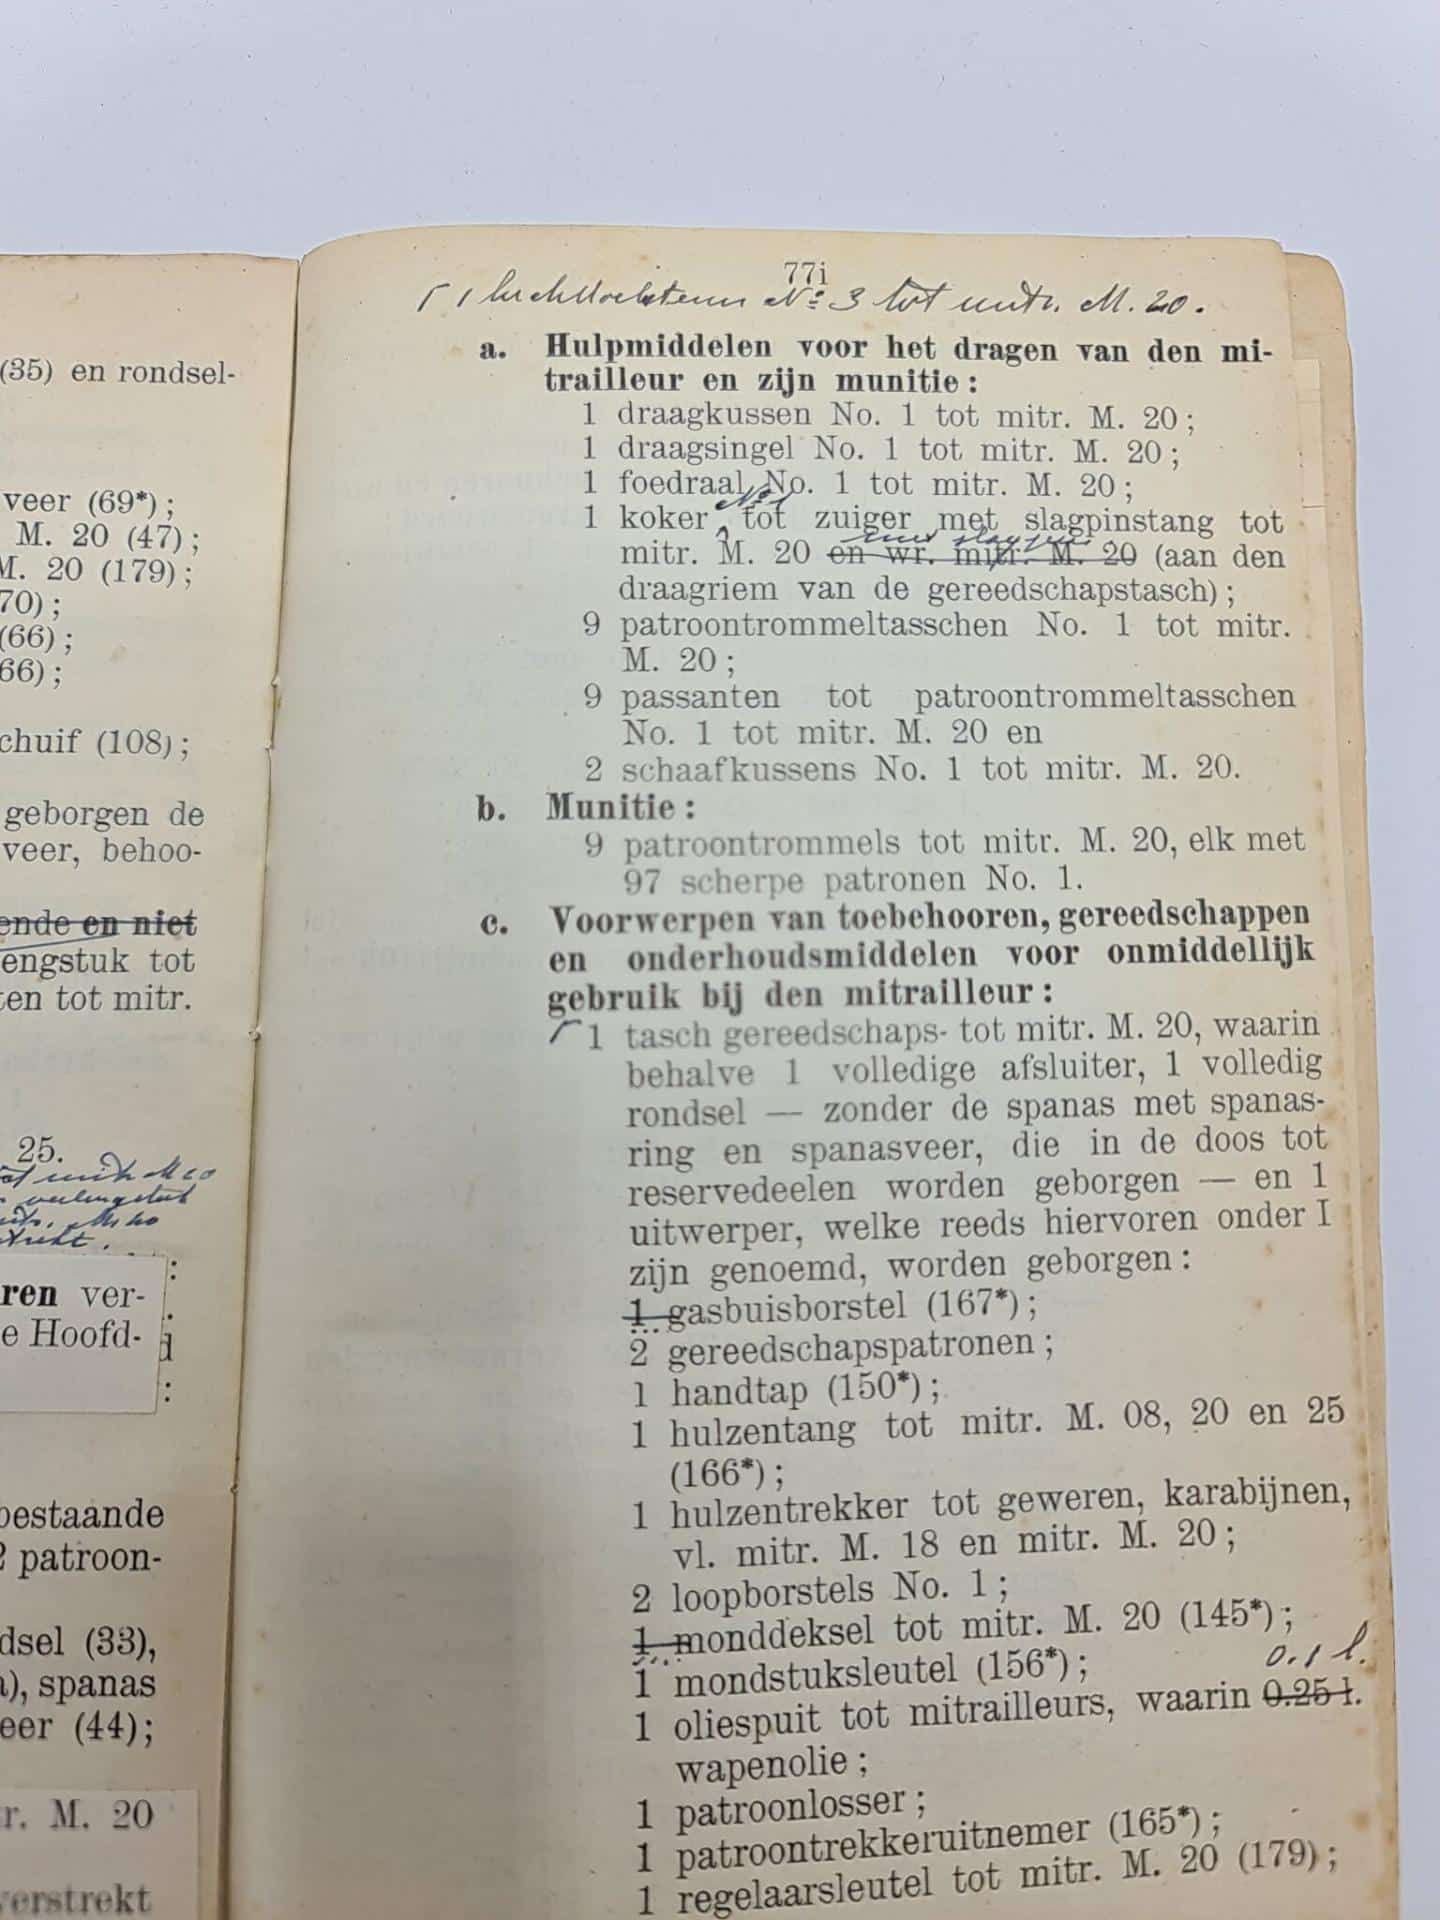 (35) en rondsel-
veer (69*);
M. 20 (47);
M. 20 (179);
70);
(66);
66);
chuif (108);
geborgen de
veer, behoo-
ende en niet
engstuk tot
ten tot mitr.
25.
ren ver-
e Hoofd-
d
:
bestaande
2 patroon-
dsel (33),
spanas
eer (44);
r. M. 20
verstrekt
77i
No 3 tot mitr. M. 20.
a. Hulpmiddelen voor het dragen van den mi-
trailleur en zijn munitie:
1 draagkussen No. 1 tot mitr. M. 20;
1 draagsingel No. 1 tot mitr. M. 20;
1 foedraal No. 1 tot mitr. M. 20;
No 1
1 koker tot zuiger met slagpinstang tot
mitr. M. 20 en wr. mitr. M. 20 (aan den
draagriem van de gereedschapstasch);
9 patroontrommeltasschen No. 1 tot mitr.
M. 20;
9 passanten tot patroontrommeltasschen
No. 1 tot mitr. M. 20 en
2 schaafkussens No. 1 tot mitr. M. 20.
b. Munitie:
9 patroontrommels tot mitr. M. 20, elk met
97 scherpe patronen No. 1.
c. Voorwerpen van toebehooren, gereedschappen
en onderhoudsmiddelen voor onmiddellijk
gebruik bij den mitrailleur:
1 tasch gereedschaps- tot mitr. M. 20, waarin
behalve 1 volledige afsluiter, 1 volledig
rondsel — zonder de spanas met spanas-
ring en spanasveer, die in de doos tot
reservedeelen worden geborgen — en 1
uitwerper, welke reeds hiervoren onder I
zijn genoemd, worden geborgen:
1 gasbuisborstel (167*);
2 gereedschapspatronen;
1 handtap (150*);
1 hulzentang tot mitr. M. 08, 20 en 25
(166*);
1 hulzentrekker tot geweren, karabijnen,
vl. mitr. M. 18 en mitr. M. 20;
2 loopborstels No. 1;
1 monddeksel tot mitr. M. 20 (145*);
1 mondstuksleutel (156*);
0.1 l.
1 oliespuit tot mitrailleurs, waarin 0.25 l.
wapenolie;
1 patroonlosser;
1 patroontrekkeruitnemer (165*);
1 regelaarsleutel tot mitr. M. 20 (179);